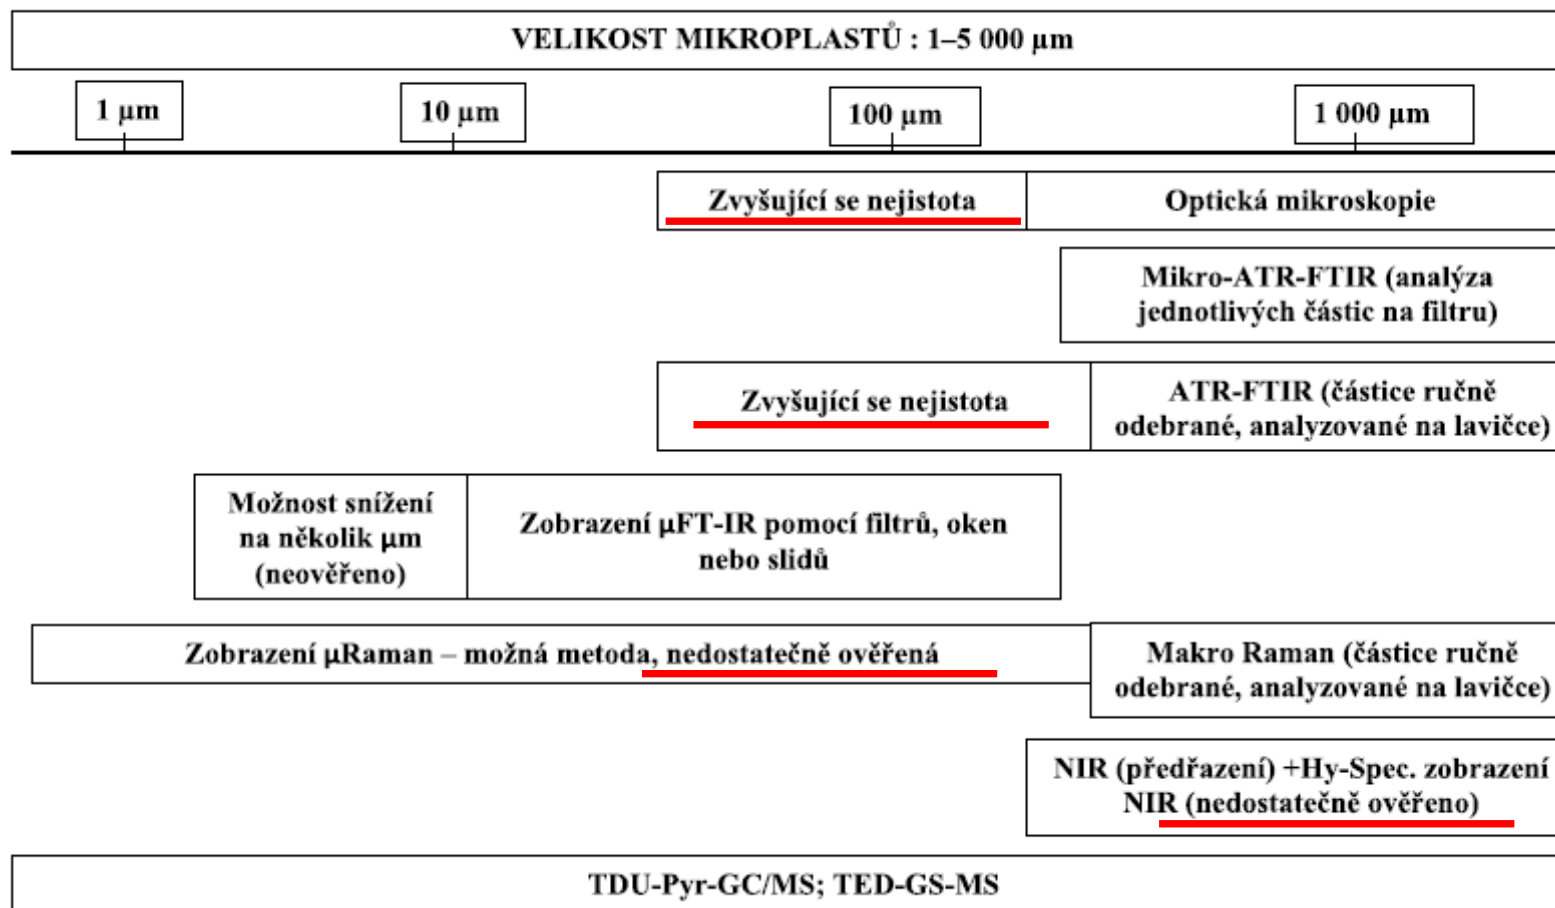 VELIKOST MIKROPLASTŮ : 1–5 000 µm
1 µm
10 µm
100 µm
1 000 µm
Zvyšující se nejistota
Optická mikroskopie
Mikro-ATR-FTIR (analýza
jednotlivých částic na filtru)
Zvyšující se nejistota
ATR-FTIR (částice ručně
odebrané, analyzované na lavičce)
Možnost snížení
na několik µm
(neověřeno)
Zobrazení µFT-IR pomocí filtrů, oken
nebo slidů
Zobrazení µRaman – možná metoda, nedostatečně ověřená
Makro Raman (částice ručně
odebrané, analyzované na lavičce)
NIR (předřazení) +Hy-Spec. zobrazení
NIR (nedostatečně ověřeno)
TDU-Pyr-GC/MS; TED-GS-MS